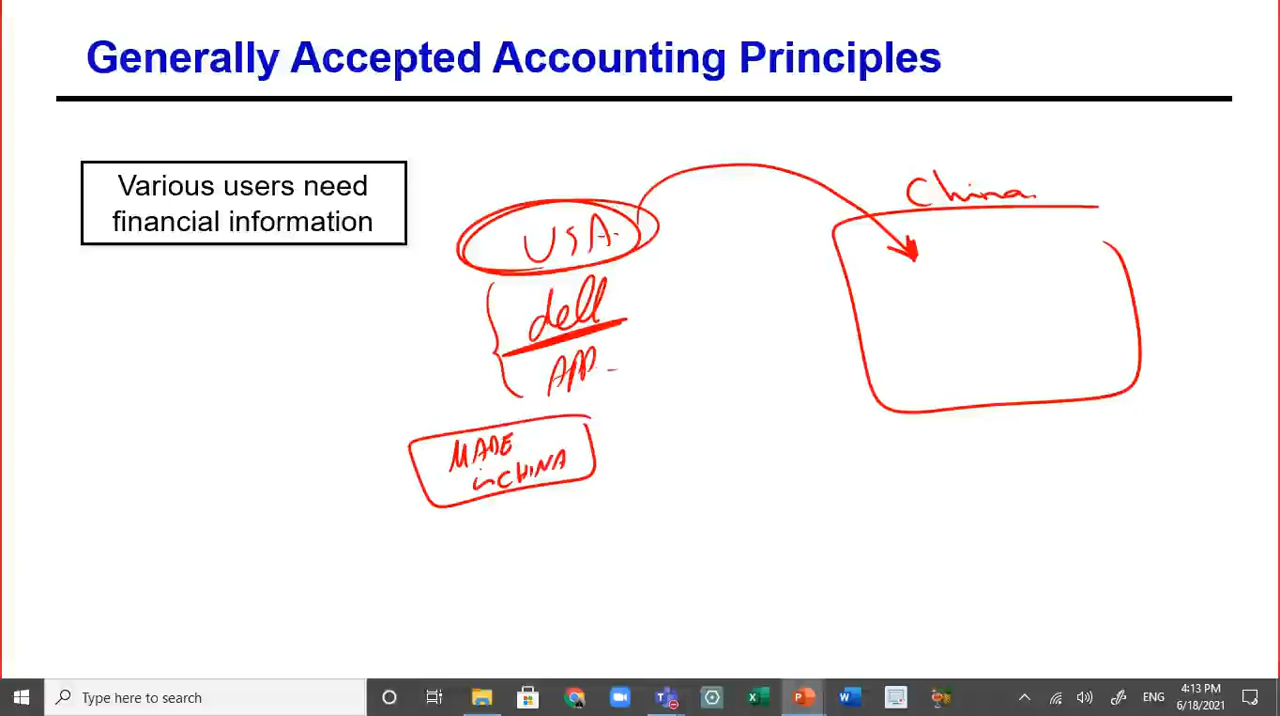 Generally Accepted Accounting Principles
Various users need
financial information
USA.
China
dell
APP.
MADE
in CHINA
Type here to search
ENG
4:13 PM
6/18/2021